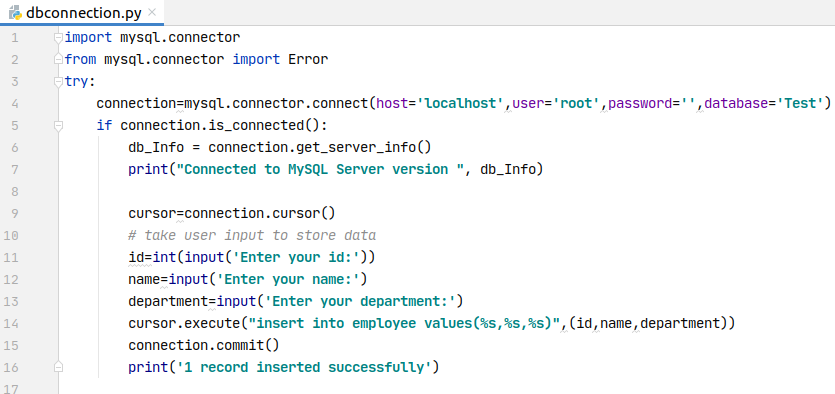 dbconnection.py
1 import mysql.connector
2 from mysql.connector import Error
3 try:
4     connection=mysql.connector.connect(host='localhost',user='root',password='',database='Test')
5     if connection.is_connected():
6         db_Info = connection.get_server_info()
7         print("Connected to MySQL Server version ", db_Info)
8
9         cursor=connection.cursor()
10         # take user input to store data
11         id=int(input('Enter your id:'))
12         name=input('Enter your name:')
13         department=input('Enter your department:')
14         cursor.execute("insert into employee values(%s,%s,%s)",(id,name,department))
15         connection.commit()
16         print('1 record inserted successfully')
17